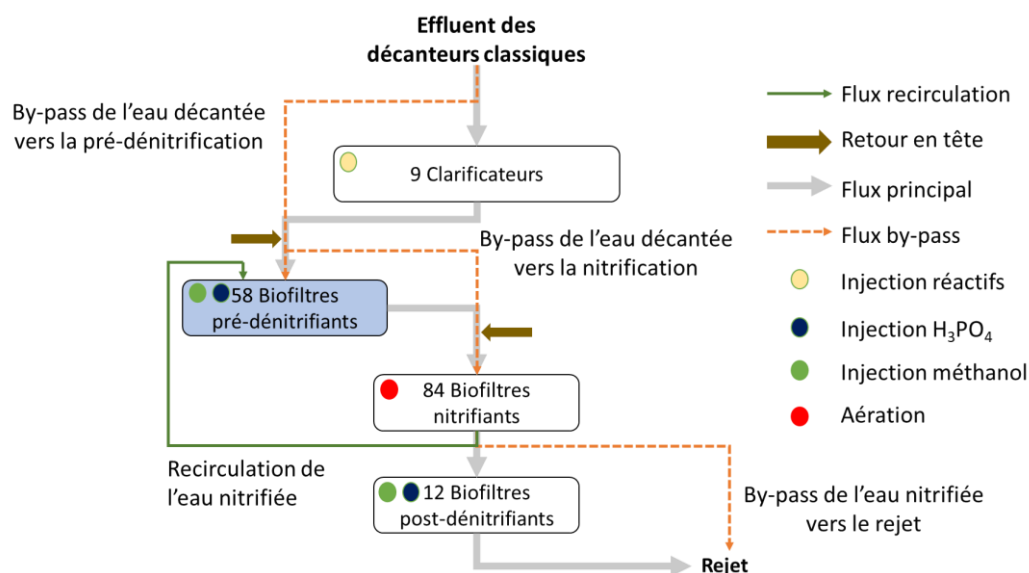 Effluent des
décanteurs classiques
By-pass de l'eau décantée
vers la pré-dénitrification
9 Clarificateurs
By-pass de l'eau décantée
vers la nitrification
58 Biofiltres
pré-dénitrifiants
84 Biofiltres
nitrifiants
Recirculation de
l'eau nitrifiée
12 Biofiltres
post-dénitrifiants
By-pass de l'eau nitrifiée
vers le rejet
Rejet
Flux recirculation
Retour en tête
Flux principal
Flux by-pass
Injection réactifs
Injection H₃PO₄
Injection méthanol
Aération